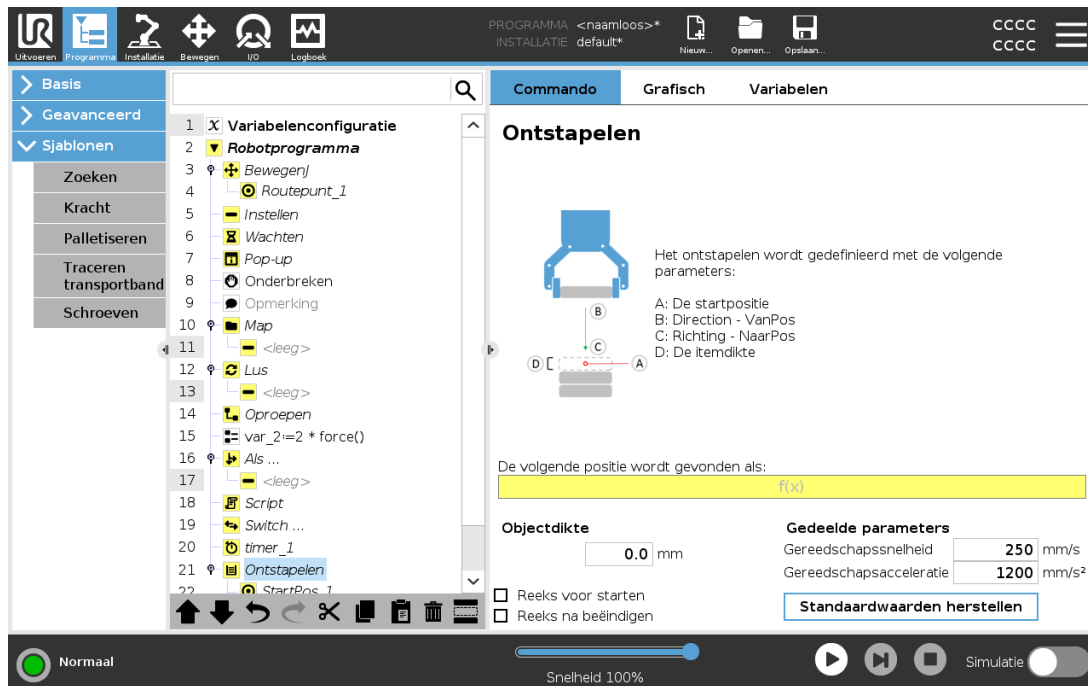 PROGRAMMA <naamloos>*
INSTALLATIE default*
Uitvoeren
Programma
Installatie
Bewegen
I/O
Logboek
Nieuw...
Openen...
Opslaan...
CCCC
CCCC
Basis
Geavanceerd
Sjablonen
Zoeken
Kracht
Palletiseren
Traceren
transportband
Schroeven
1 X Variabelenconfiguratie
2 Robotprogramma
3 BewegenJ
4 Routepunt_1
5 Instellen
6 Wachten
7 Pop-up
8 Onderbreken
9 Opmerking
10 Map
11 <leeg>
12 Lus
13 <leeg>
14 Oproepen
15 var_2:=2 * force()
16 Als ...
17 <leeg>
18 Script
19 Switch ...
20 timer_1
21 Ontstapelen
22 StartPos_1
Commando
Grafisch
Variabelen
Ontstapelen
B
C
D
A
Het ontstapelen wordt gedefinieerd met de volgende
parameters:
A: De startpositie
B: Direction - VanPos
C: Richting - NaarPos
D: De itemdikte
De volgende positie wordt gevonden als:
f(x)
Objectdikte
0.0 mm
Reeks voor starten
Reeks na beëindigen
Gedeelde parameters
Gereedschapssnelheid 250 mm/s
Gereedschapsacceleratie 1200 mm/s²
Standaardwaarden herstellen
Normaal
Snelheid 100%
Simulatie